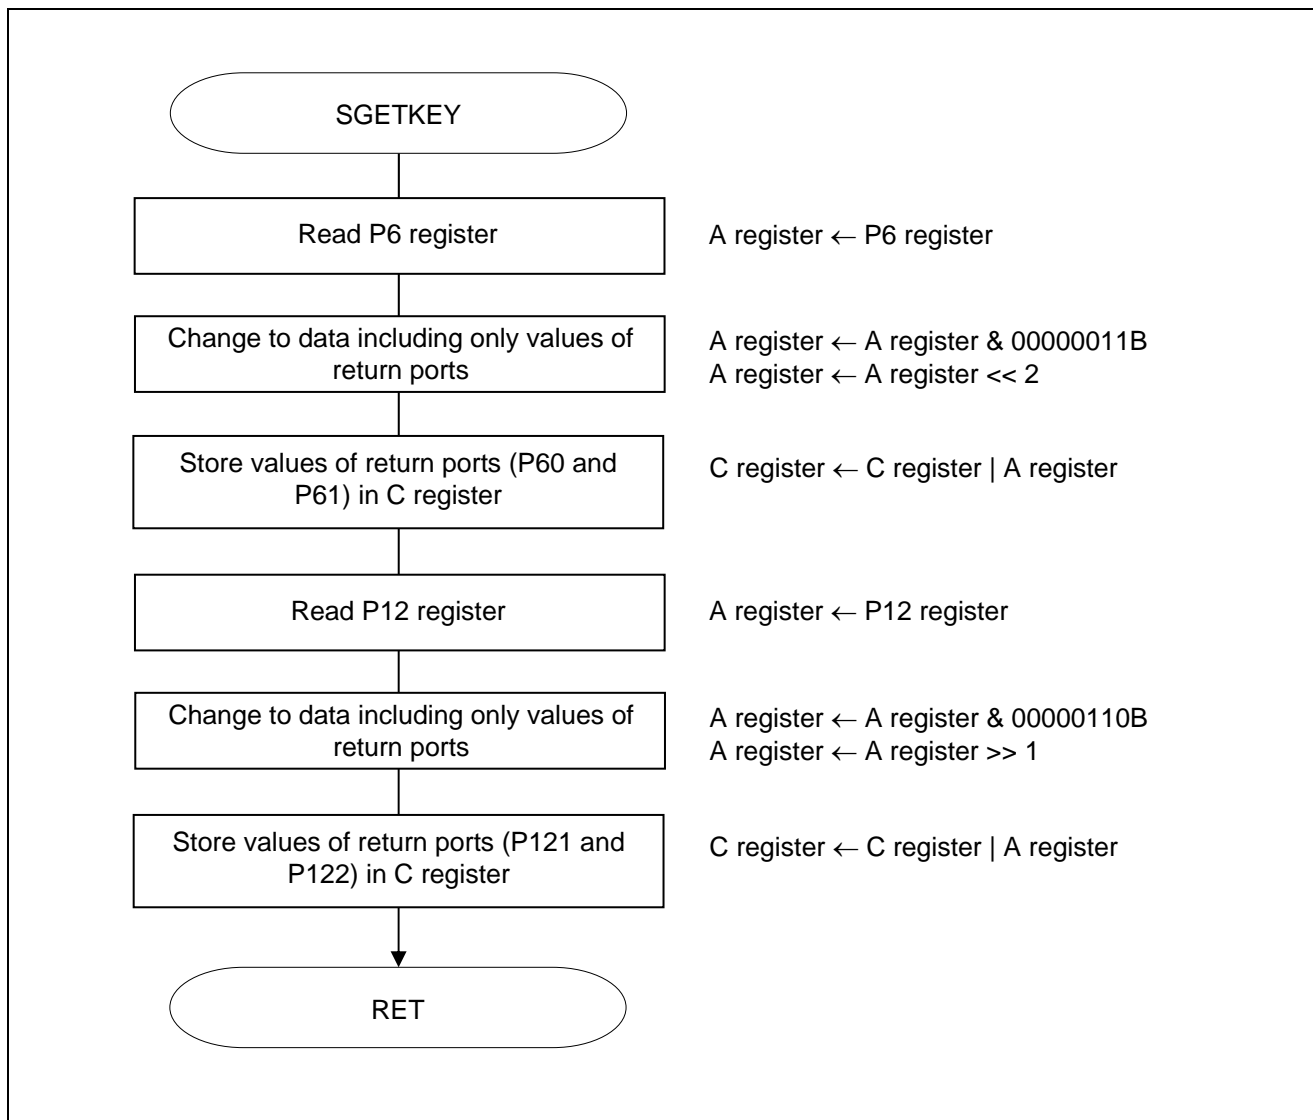 SGETKEY
Read P6 register
A register ← P6 register
Change to data including only values of
return ports
A register ← A register & 00000011B
A register ← A register << 2
Store values of return ports (P60 and
P61) in C register
C register ← C register | A register
Read P12 register
A register ← P12 register
Change to data including only values of
return ports
A register ← A register & 00000110B
A register ← A register >> 1
Store values of return ports (P121 and
P122) in C register
C register ← C register | A register
RET